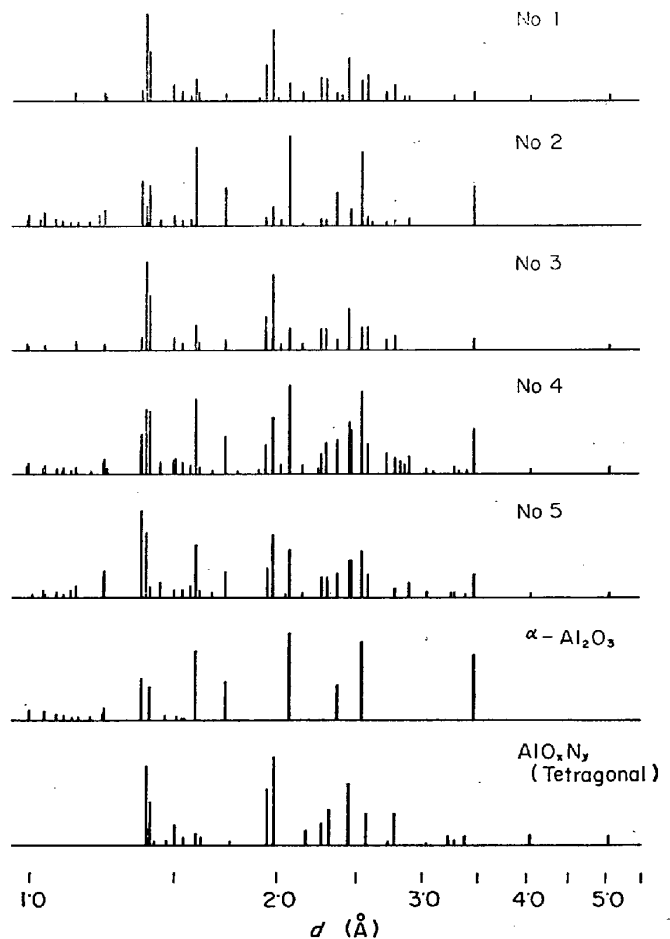 No 1
No 2
No 3
No 4
No 5
α-Al₂O₃
AlOₓNᵧ
(Tetragonal)
1·0 2·0 3·0 4·0 5·0
d (Å)